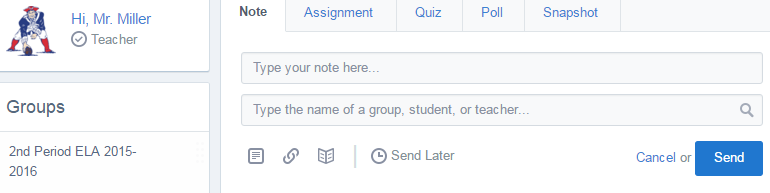 Hi, Mr. Miller
Teacher
Groups
2nd Period ELA 2015-
2016
Note Assignment Quiz Poll Snapshot
Type your note here...
Type the name of a group, student, or teacher...
Send Later Cancel or Send